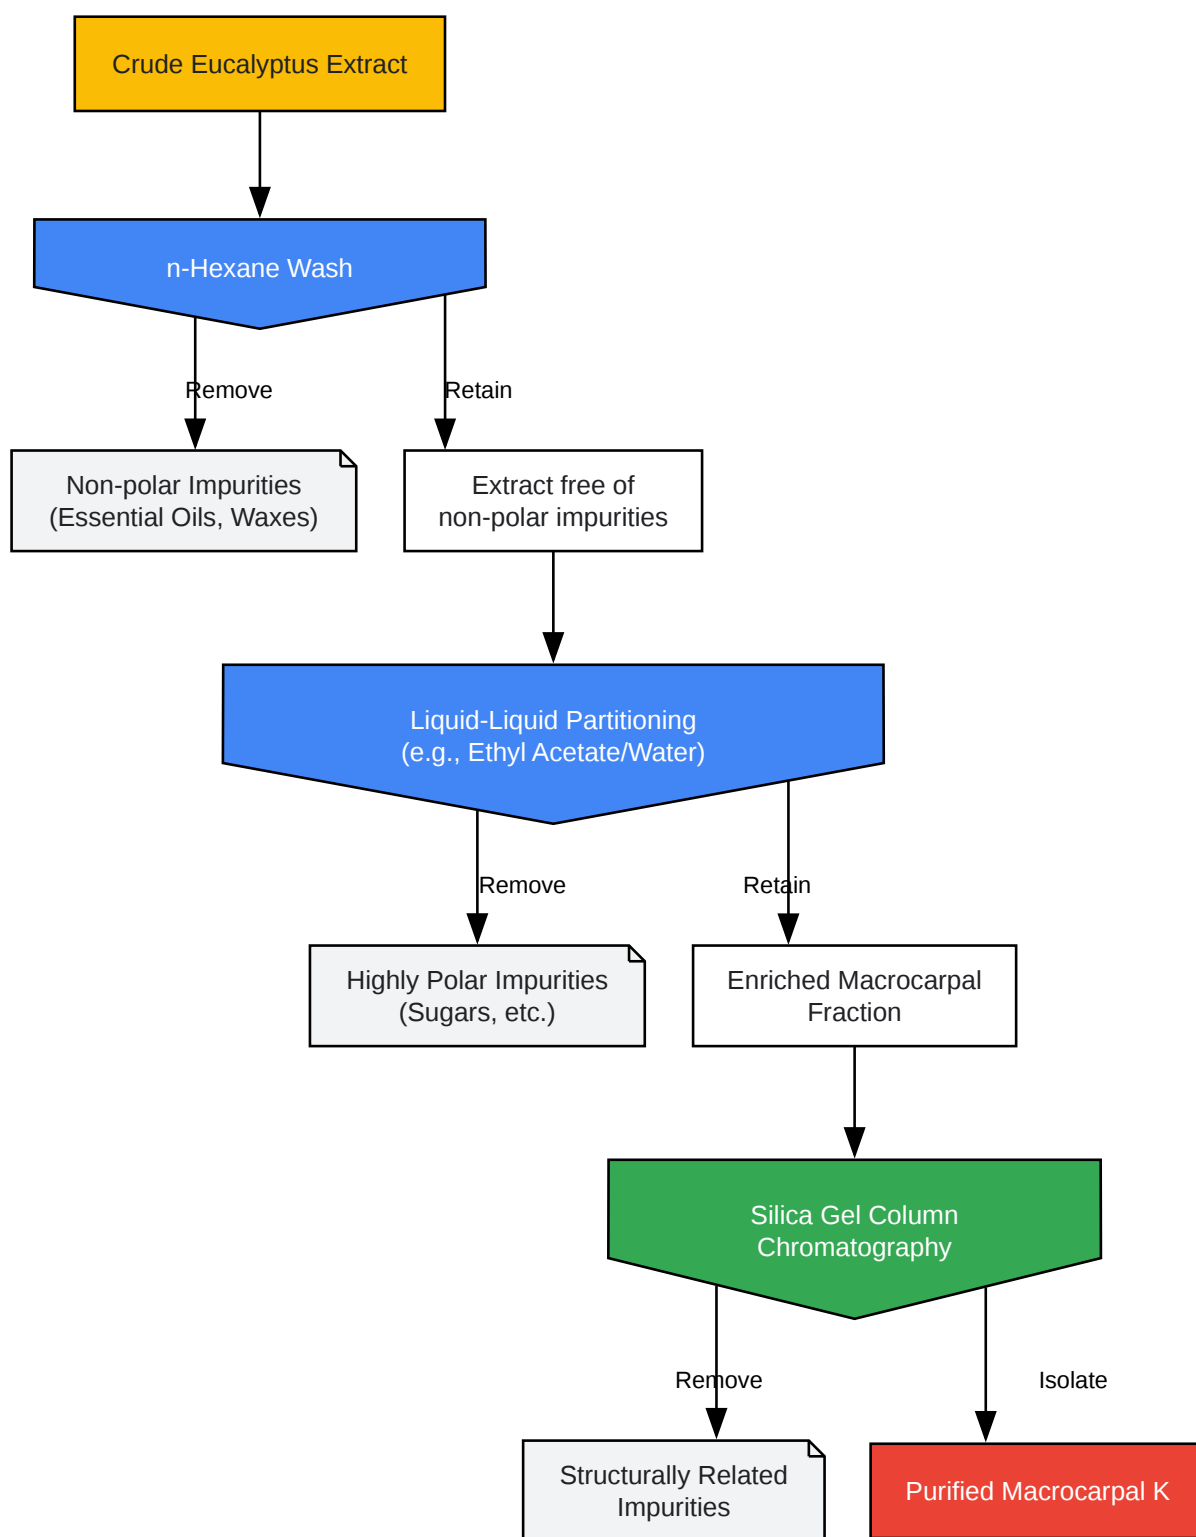 Crude Eucalyptus Extract
n-Hexane Wash
Remove
Retain
Non-polar Impurities
(Essential Oils, Waxes)
Extract free of
non-polar impurities
Liquid-Liquid Partitioning
(e.g., Ethyl Acetate/Water)
Remove
Retain
Highly Polar Impurities
(Sugars, etc.)
Enriched Macrocarpal
Fraction
Silica Gel Column
Chromatography
Remove
Isolate
Structurally Related
Impurities
Purified Macrocarpal K